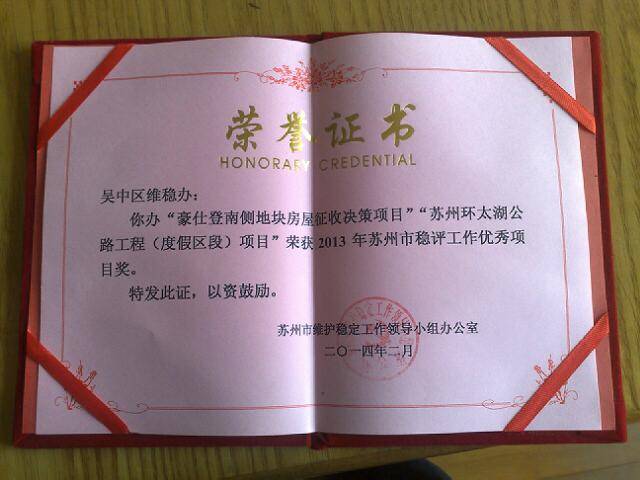 荣誉证书
HONORARY CREDENTIAL
吴中区维稳办：
你办“豪仕登南侧地块房屋征收决策项目”“苏州环太湖公
路工程（度假区段）项目”荣获 2013 年苏州市稳评工作优秀项
目奖。
特发此证，以资鼓励。
苏州市维护稳定工作领导小组办公室
二〇一四年二月